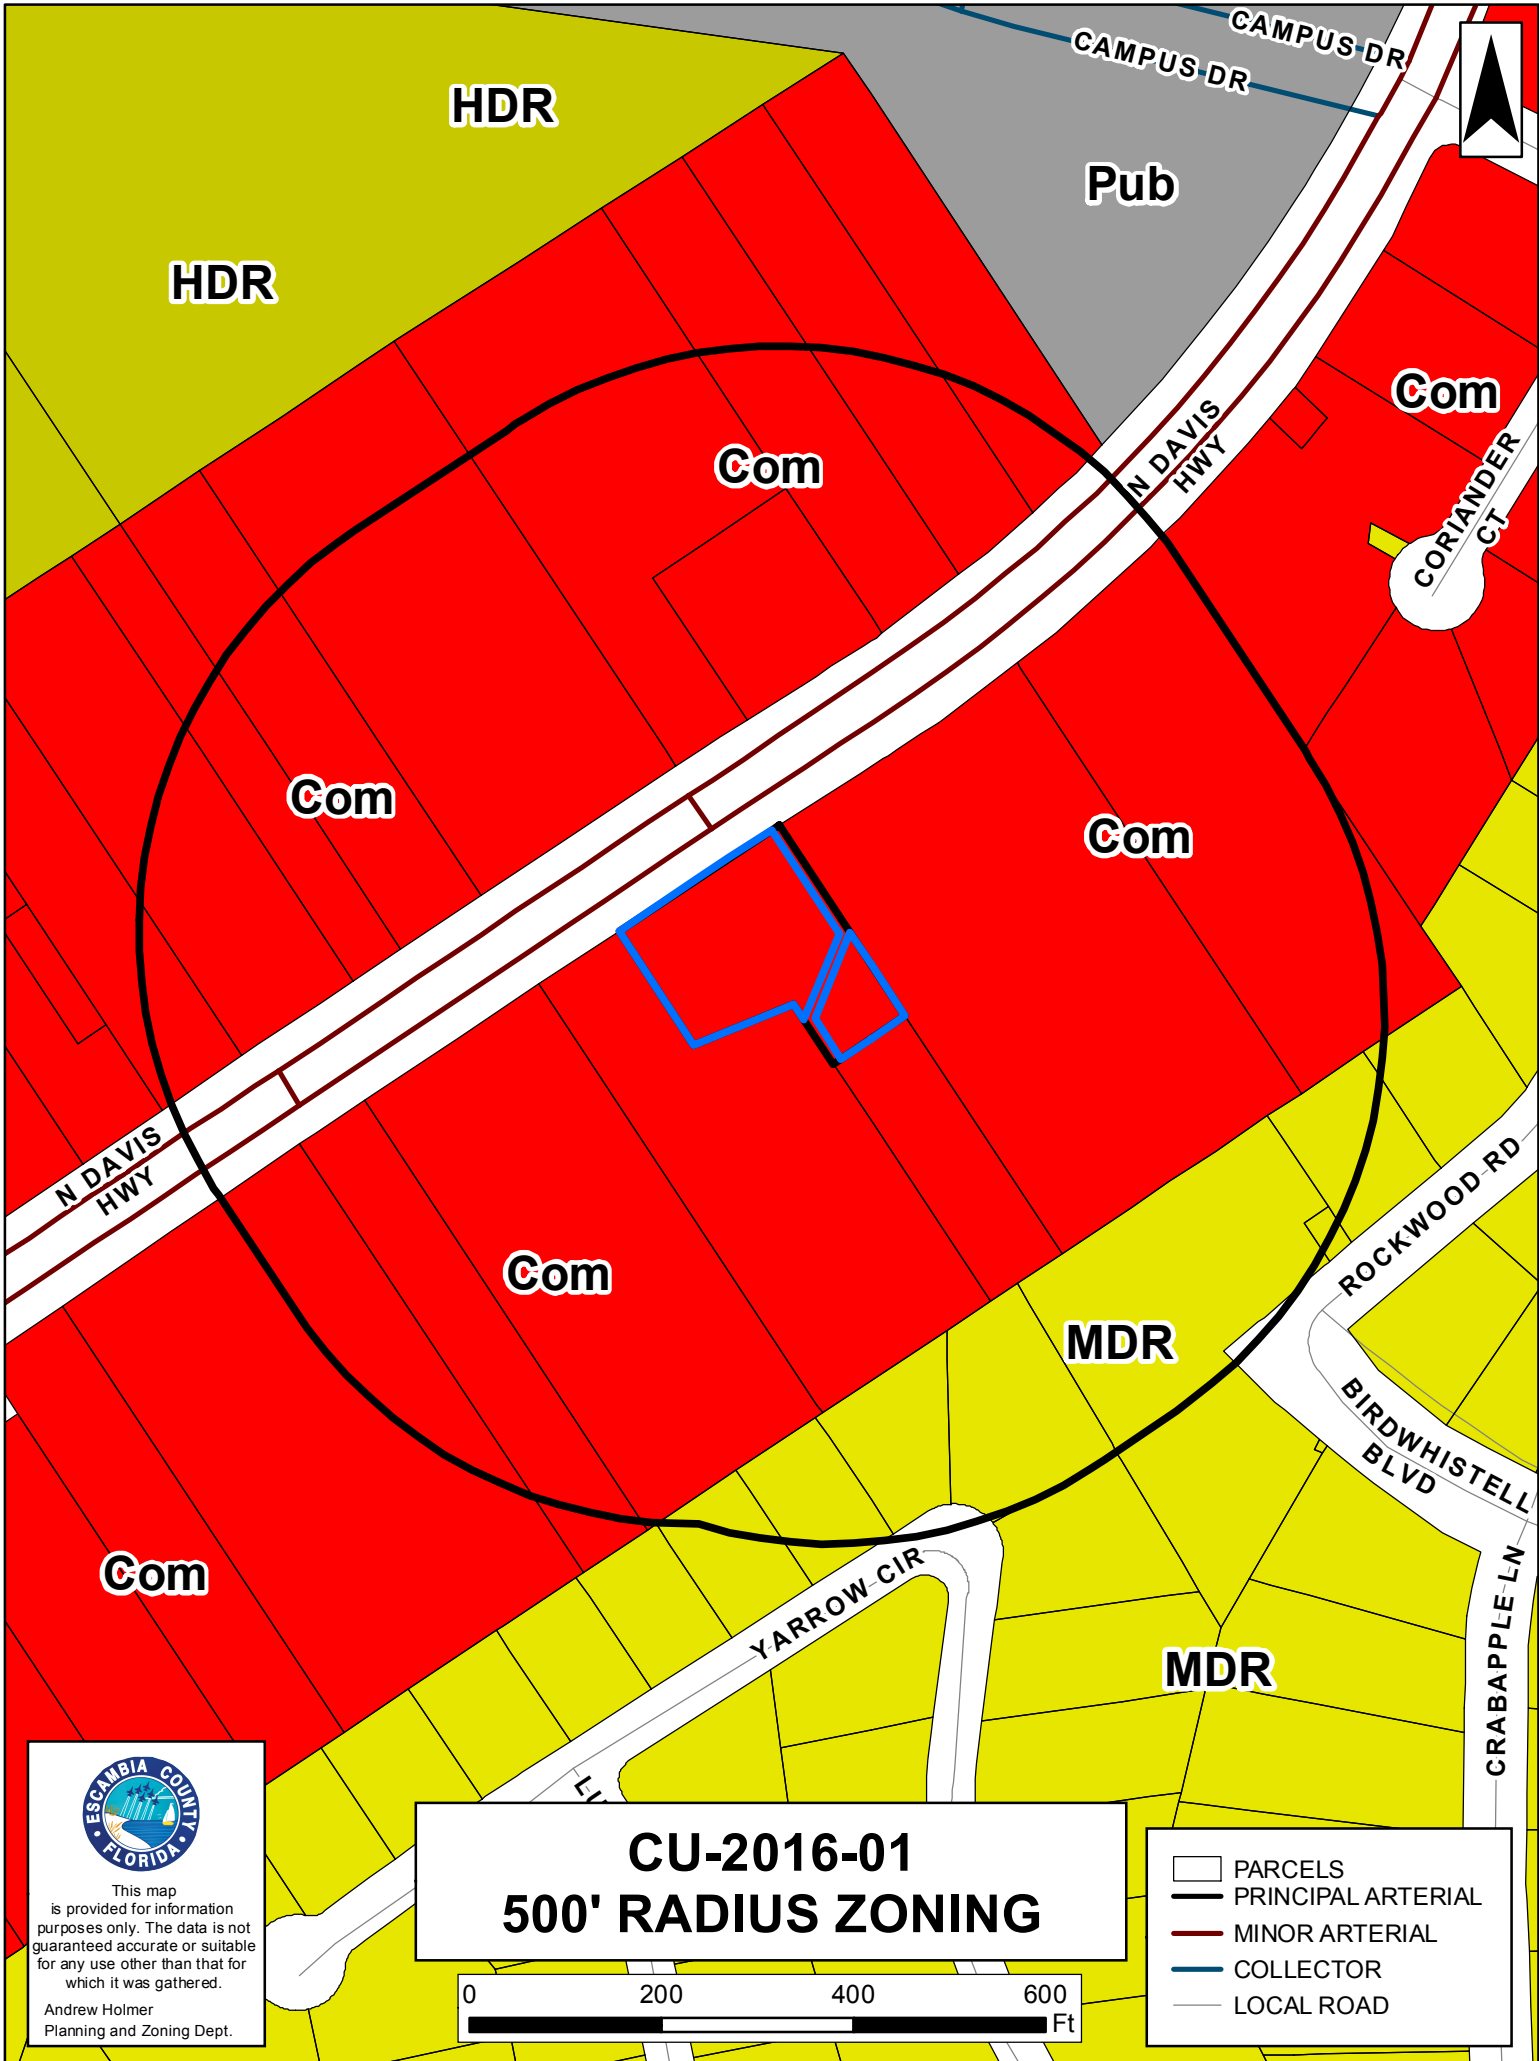 CAMPUS DR
CAMPUS DR
HDR
Pub
HDR
Com
N DAVIS
HWY
Com
CORIANDER
CT
Com
Com
N DAVIS
HWY
ROCKWOOD RD
Com
MDR
BIRDWHISTELL
BLVD
Com
YARROW CIR
CRABAPPLE LN
MDR
ESCAMBIA COUNTY
FLORIDA
This map
is provided for information
purposes only. The data is not
guaranteed accurate or suitable
for any use other than that for
which it was gathered.
Andrew Holmer
Planning and Zoning Dept.
CU-2016-01
500' RADIUS ZONING
0 200 400 600
Ft
PARCELS
PRINCIPAL ARTERIAL
MINOR ARTERIAL
COLLECTOR
LOCAL ROAD